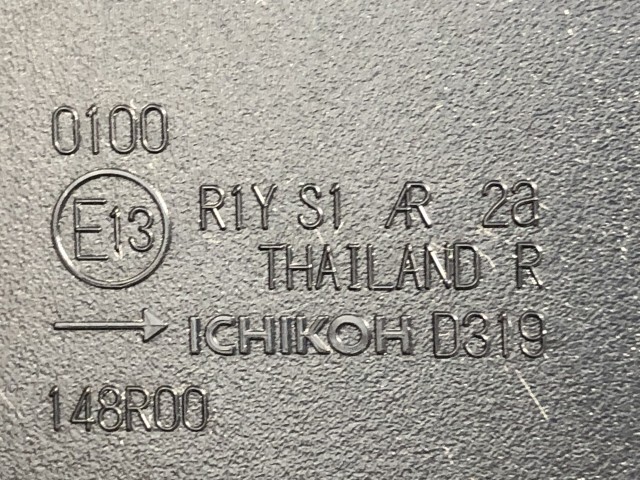 0100
E13 R1Y S1 AR 2a
THAILAND R
→ ICHIKOH D319
148R00